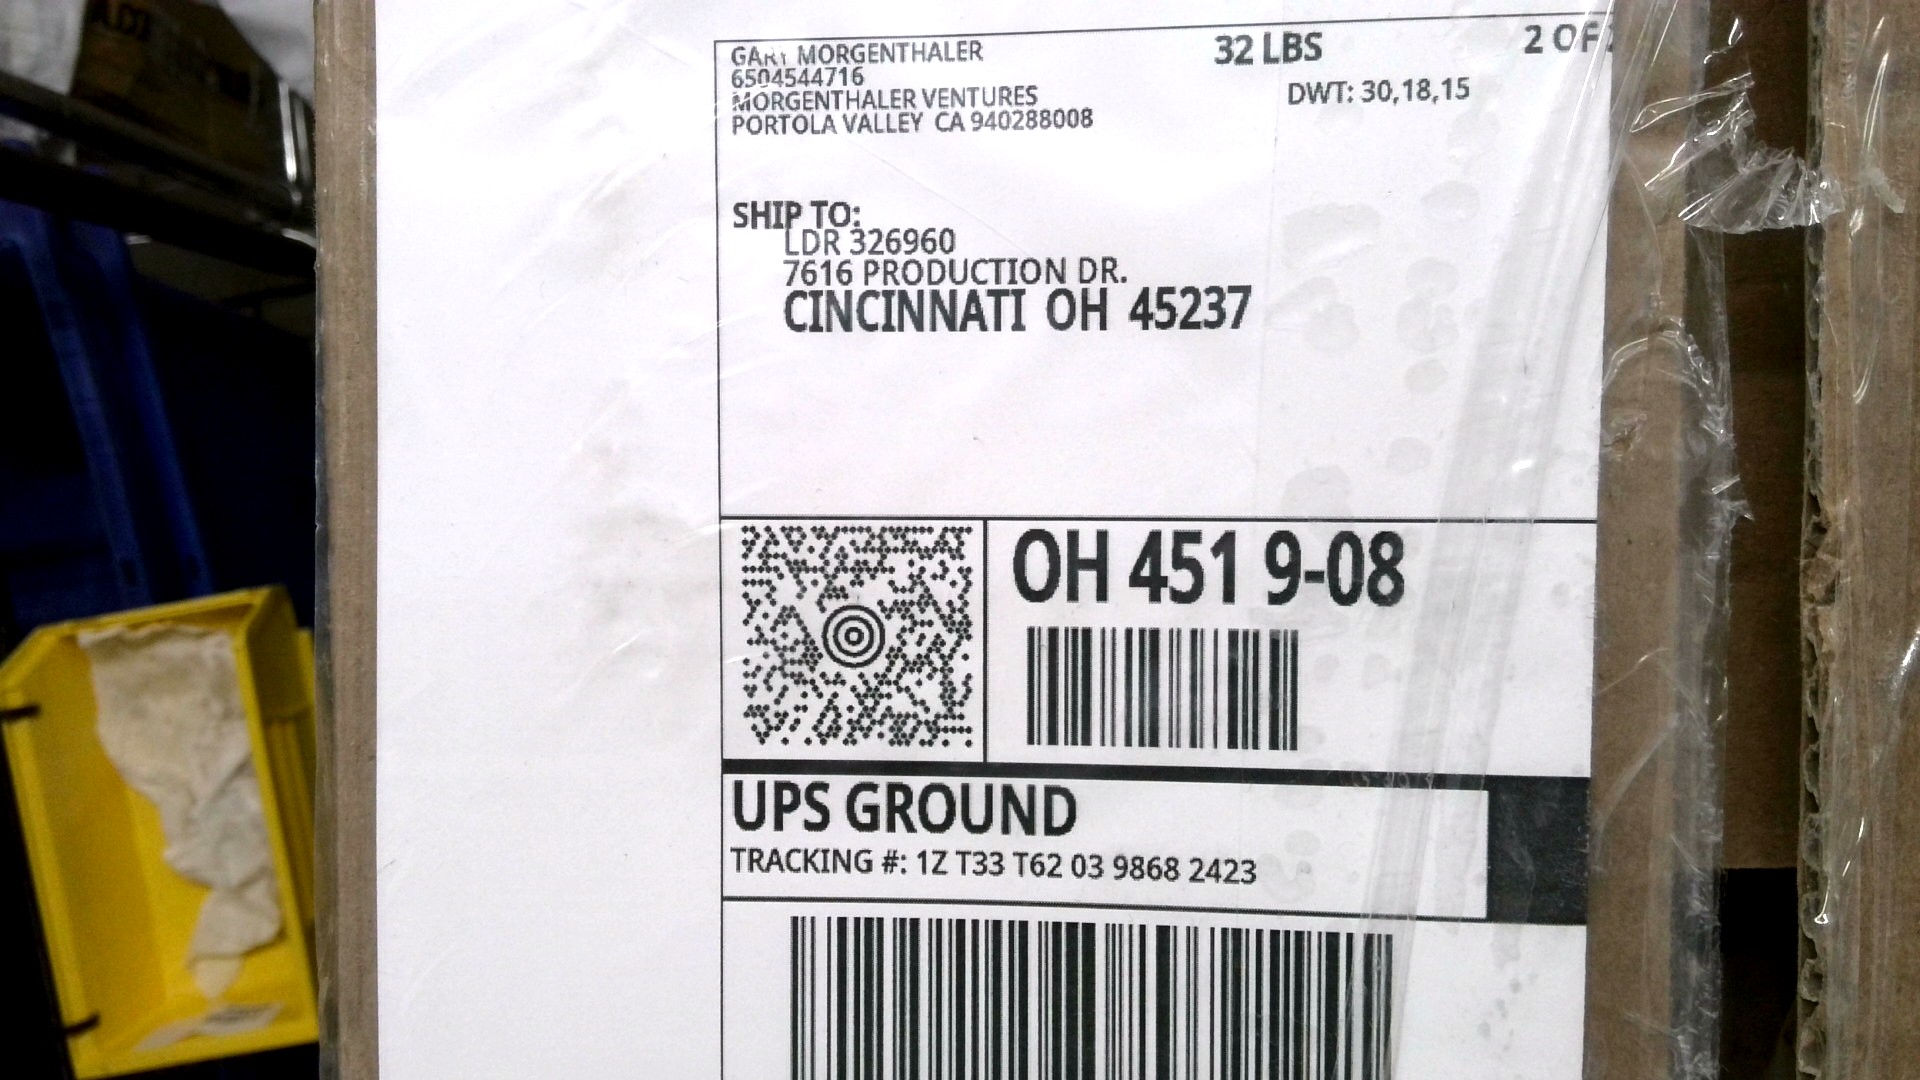 GARY MORGENTHALER
6504544716
MORGENTHALER VENTURES
PORTOLA VALLEY CA 940288008
32 LBS
2 OF
DWT: 30,18,15
SHIP TO:
LDR 326960
7616 PRODUCTION DR.
CINCINNATI OH 45237
OH 451 9-08
UPS GROUND
TRACKING #: 1Z T33 T62 03 9868 2423